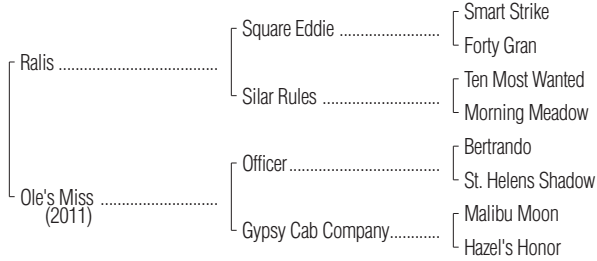 Smart Strike
Square Eddie ....................
Forty Gran
Ralis ................................
Ten Most Wanted
Silar Rules ........................
Morning Meadow
Bertrando
Officer..............................
St. Helens Shadow
Ole's Miss ........................
(2011)
Malibu Moon
Gypsy Cab Company..........
Hazel's Honor